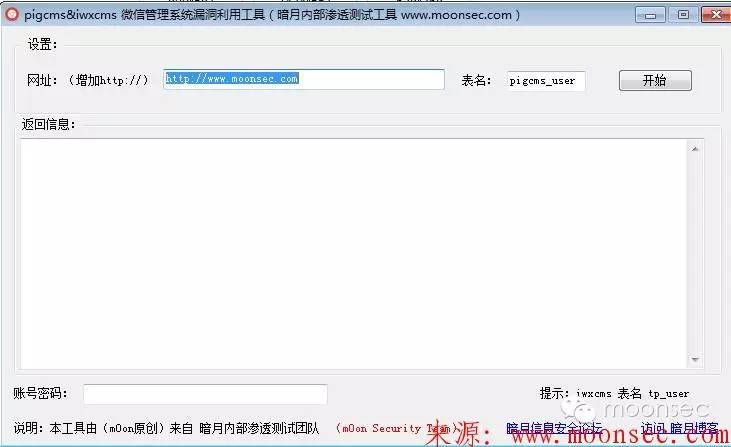 pigcms&iwxcms 微信管理系统漏洞利用工具（暗月内部渗透测试工具 www.moonsec.com）
设置：
网址：（增加http://） http://www.moonsec.com 表名： pigcms_user 开始
返回信息：
账号密码： 提示：iwxcms 表名 tp_user
moonsec
说明：本工具由（m0on原创）来自 暗月内部渗透测试团队 （m0on Security Team） 暗月信息安全论坛 访问 暗月博客
来源：www.moonsec.com